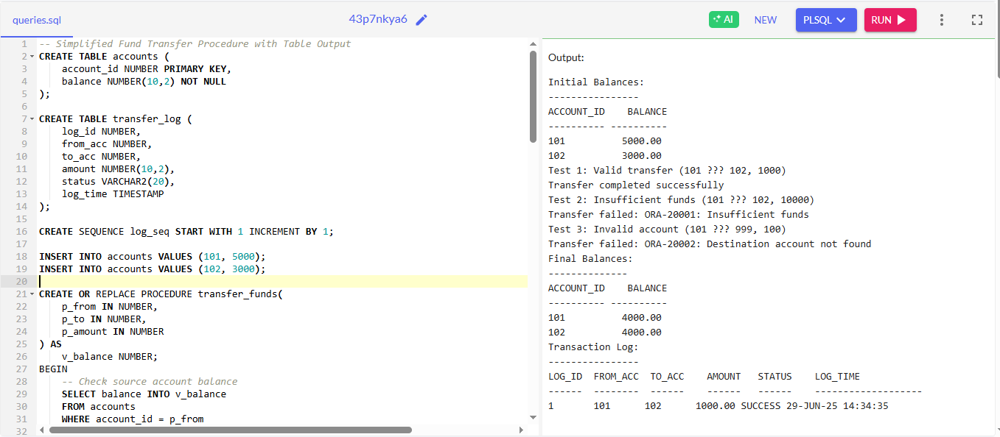 queries.sql
43p7nkya6
AI
NEW
PLSQL
RUN
1 -- Simplified Fund Transfer Procedure with Table Output
2 CREATE TABLE accounts (
3     account_id NUMBER PRIMARY KEY,
4     balance NUMBER(10,2) NOT NULL
5 );
6
7 CREATE TABLE transfer_log (
8     log_id NUMBER,
9     from_acc NUMBER,
10     to_acc NUMBER,
11     amount NUMBER(10,2),
12     status VARCHAR2(20),
13     log_time TIMESTAMP
14 );
15
16 CREATE SEQUENCE log_seq START WITH 1 INCREMENT BY 1;
17
18 INSERT INTO accounts VALUES (101, 5000);
19 INSERT INTO accounts VALUES (102, 3000);
20
21 CREATE OR REPLACE PROCEDURE transfer_funds(
22     p_from IN NUMBER,
23     p_to IN NUMBER,
24     p_amount IN NUMBER
25 ) AS
26     v_balance NUMBER;
27 BEGIN
28     -- Check source account balance
29     SELECT balance INTO v_balance
30     FROM accounts
31     WHERE account_id = p_from
32
Output:
Initial Balances:
----------------
ACCOUNT_ID    BALANCE
---------- ----------
101          5000.00
102          3000.00
Test 1: Valid transfer (101 ??? 102, 1000)
Transfer completed successfully
Test 2: Insufficient funds (101 ??? 102, 10000)
Transfer failed: ORA-20001: Insufficient funds
Test 3: Invalid account (101 ??? 999, 100)
Transfer failed: ORA-20002: Destination account not found
Final Balances:
--------------
ACCOUNT_ID    BALANCE
---------- ----------
101          4000.00
102          4000.00
Transaction Log:
----------------
LOG_ID  FROM_ACC  TO_ACC    AMOUNT   STATUS    LOG_TIME
------  --------  ------    ------   ------    -------------------
1       101      102      1000.00 SUCCESS 29-JUN-25 14:34:35